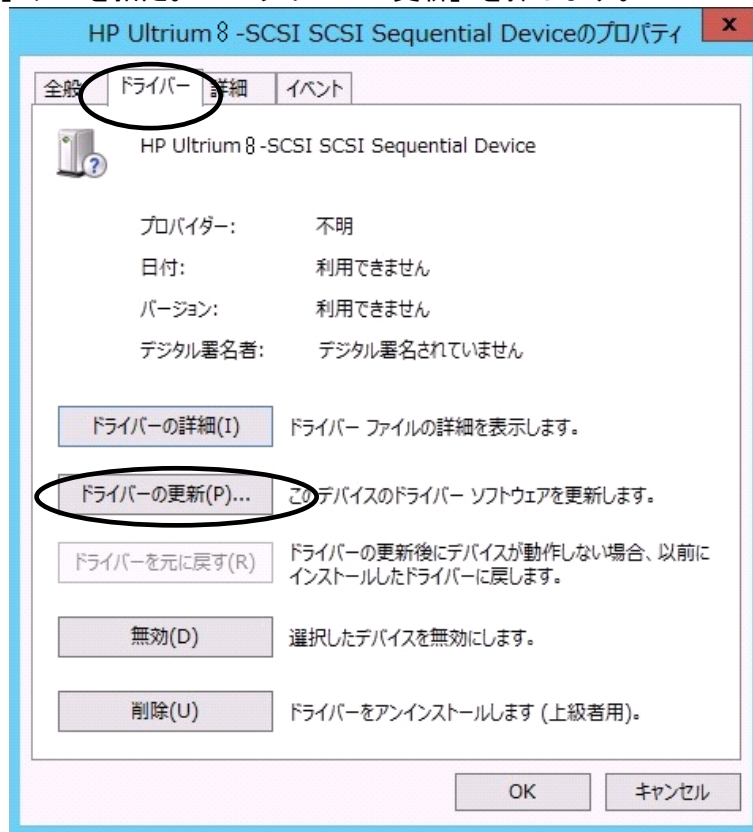 HP Ultrium 8 -SCSI SCSI Sequential Deviceのプロパティ
x
全般
ドライバー
詳細
イベント
HP Ultrium 8 -SCSI SCSI Sequential Device
プロバイダー: 不明
日付: 利用できません
バージョン: 利用できません
デジタル署名者: デジタル署名されていません
ドライバーの詳細(I) ドライバー ファイルの詳細を表示します。
ドライバーの更新(P)... このデバイスのドライバー ソフトウェアを更新します。
ドライバーを元に戻す(R) ドライバーの更新後にデバイスが動作しない場合、以前に
インストールしたドライバーに戻します。
無効(D) 選択したデバイスを無効にします。
削除(U) ドライバーをアンインストールします (上級者用)。
OK キャンセル